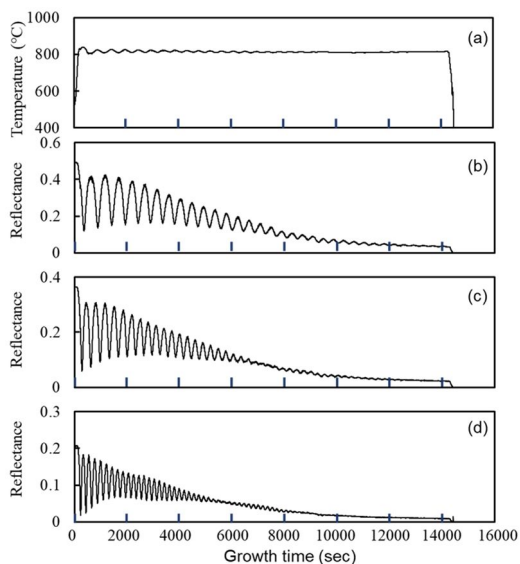 1000
800
600
400
Temperature (°C)
(a)
0.6
0.4
0.2
0
Reflectance
(b)
0.4
0.2
0
Reflectance
(c)
0.3
0.2
0.1
0
Reflectance
(d)
0 2000 4000 6000 8000 10000 12000 14000 16000
Growth time (sec)